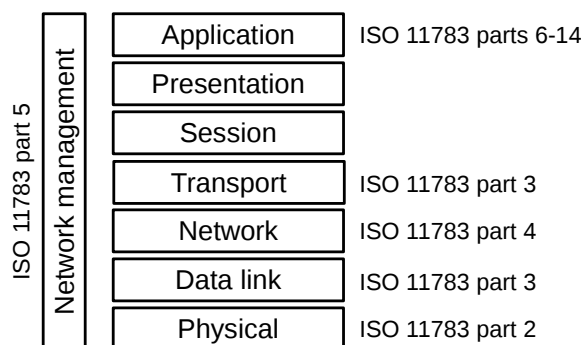 ISO 11783 part 5
Network management
Application
ISO 11783 parts 6-14
Presentation
Session
Transport
ISO 11783 part 3
Network
ISO 11783 part 4
Data link
ISO 11783 part 3
Physical
ISO 11783 part 2